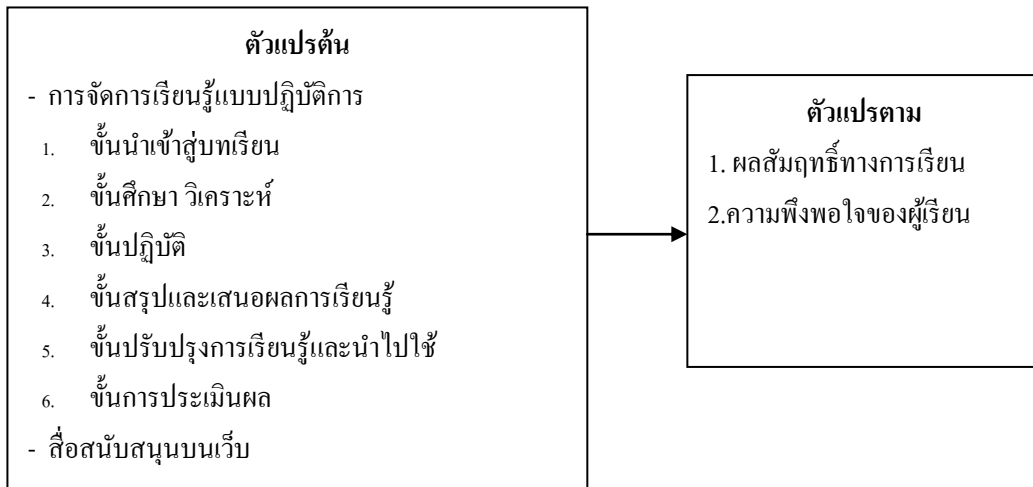 ตัวแปรต้น
- การจัดการเรียนรู้แบบปฏิบัติการ
1. ขั้นนำเข้าสู่บทเรียน
2. ขั้นศึกษา วิเคราะห์
3. ขั้นปฏิบัติ
4. ขั้นสรุปและเสนอผลการเรียนรู้
5. ขั้นปรับปรุงการเรียนรู้และนำไปใช้
6. ขั้นการประเมินผล
- สื่อสนับสนุนบนเว็บ
ตัวแปรตาม
1. ผลสัมฤทธิ์ทางการเรียน
2.ความพึงพอใจของผู้เรียน